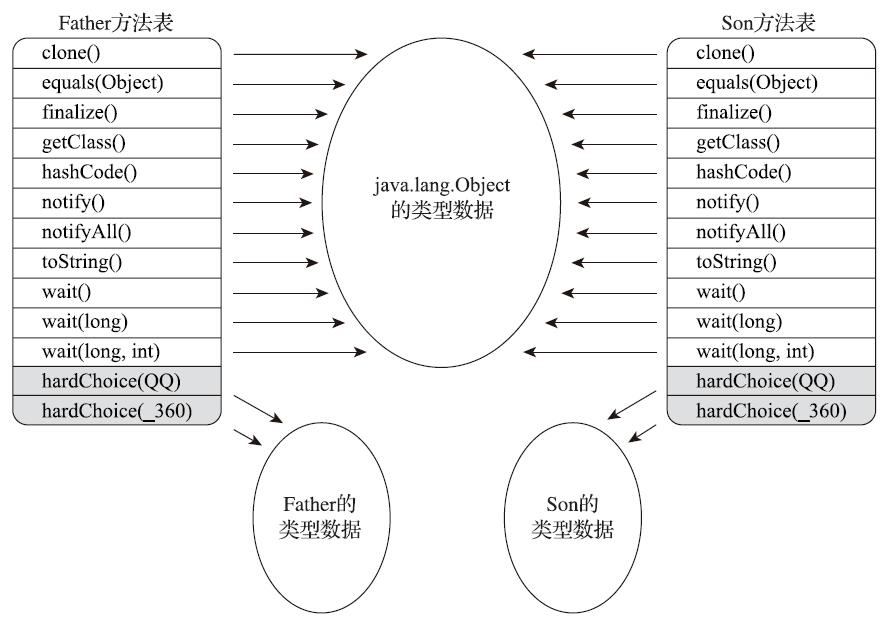 Father方法表
clone()
equals(Object)
finalize()
getClass()
hashCode()
notify()
notifyAll()
toString()
wait()
wait(long)
wait(long, int)
hardChoice(QQ)
hardChoice(_360)
java.lang.Object
的类型数据
Son方法表
clone()
equals(Object)
finalize()
getClass()
hashCode()
notify()
notifyAll()
toString()
wait()
wait(long)
wait(long, int)
hardChoice(QQ)
hardChoice(_360)
Father的
类型数据
Son的
类型数据